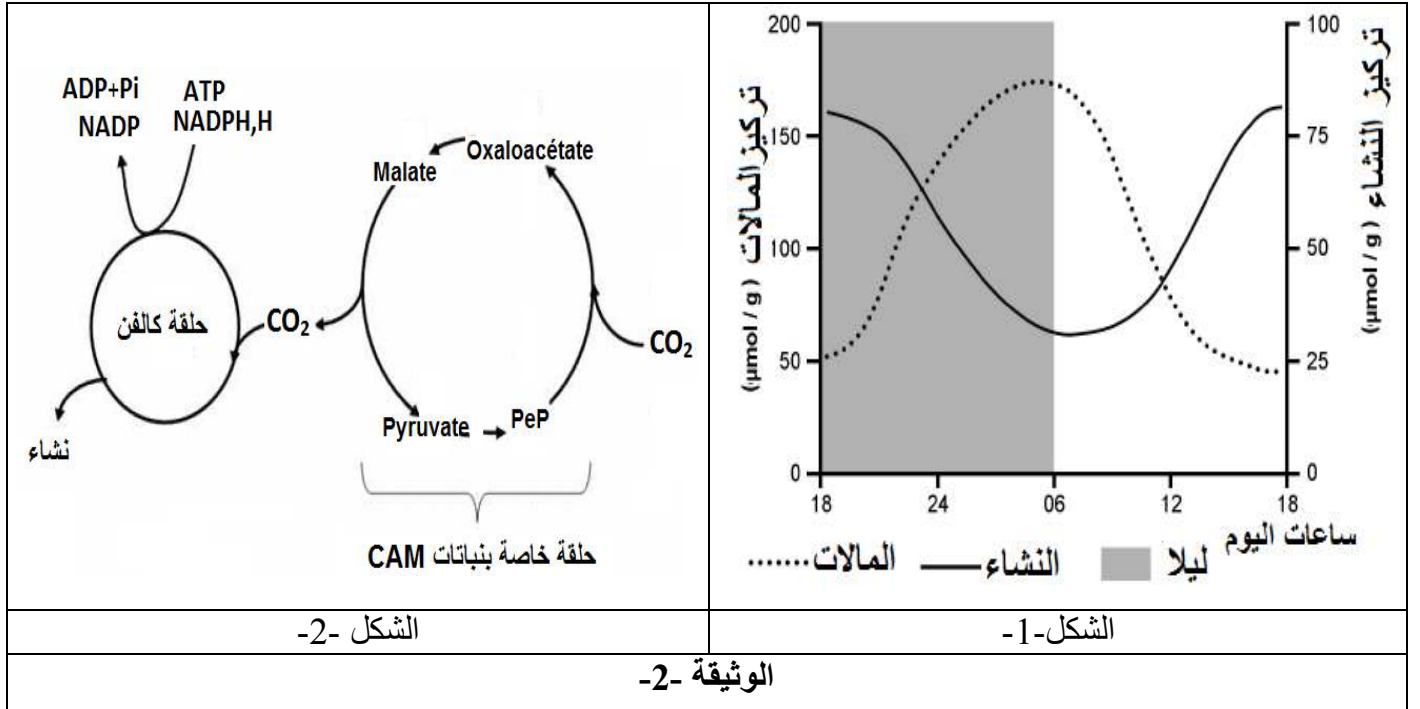 200
150
100
50
0
تركيز المالات ( µmol / g )
100
75
50
25
0
تركيز النشاء ( µmol / g )
18
24
06
12
18
ساعات اليوم
المالات
النشاء
ليلا
ADP+Pi
NADP
ATP
NADPH,H
حلقة كالفن
نشاء
CO₂
Malate
Oxaloacétate
Pyruvate
PeP
CO₂
حلقة خاصة بنباتات CAM
الشكل-1-
الشكل -2-
الوثيقة -2-